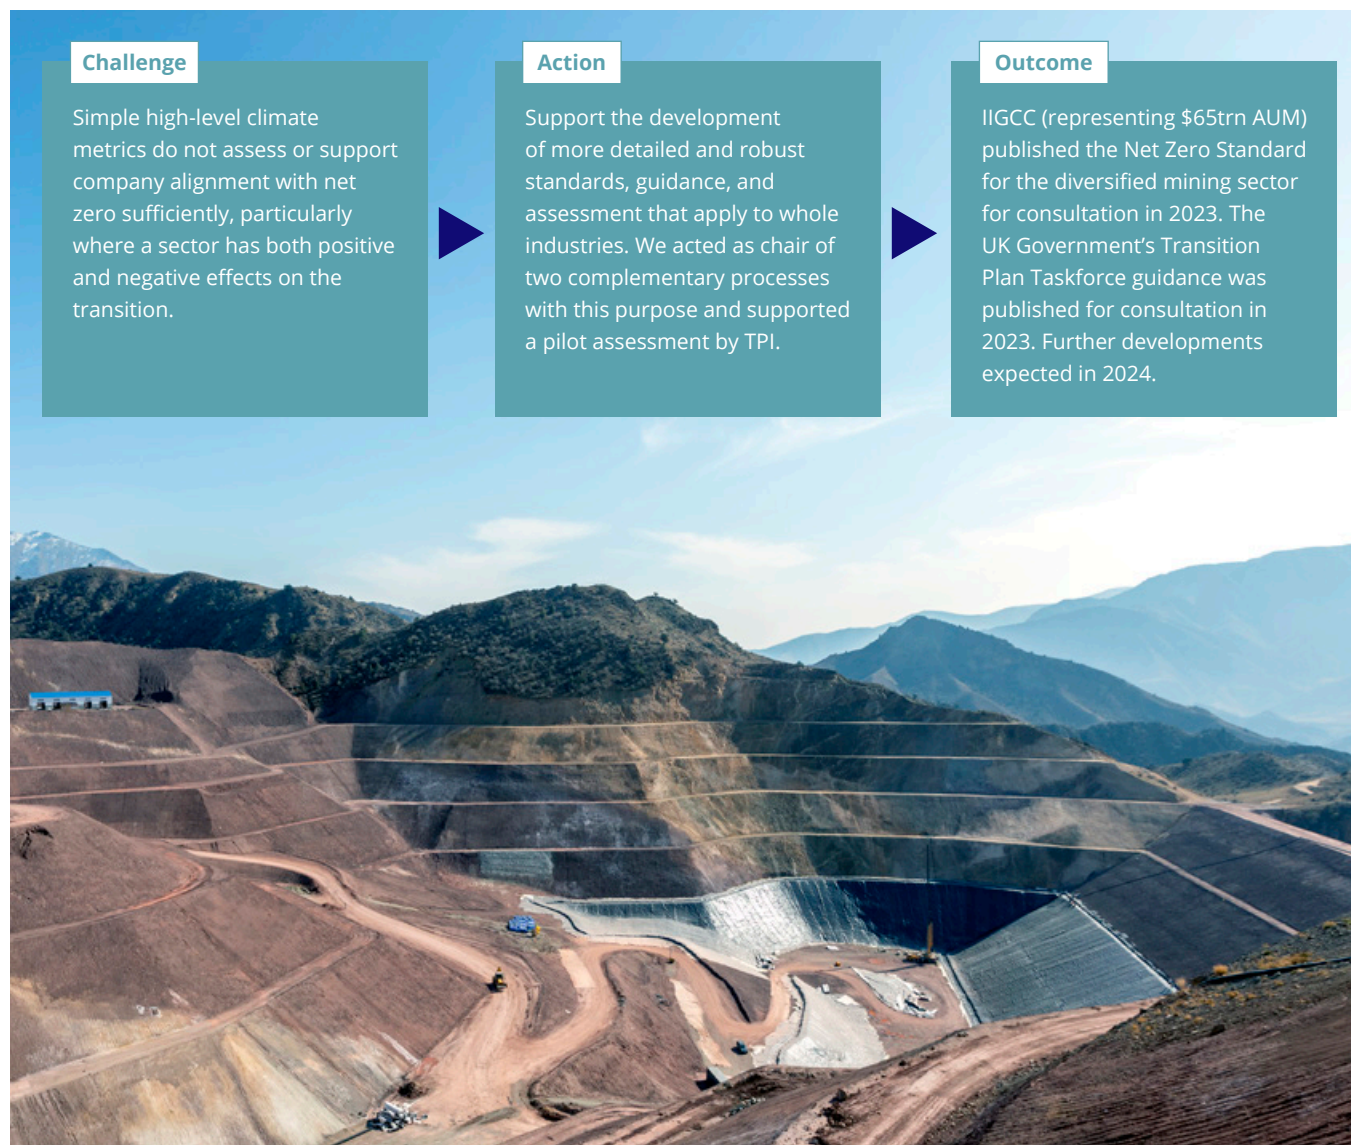 Challenge
Simple high-level climate
metrics do not assess or support
company alignment with net
zero sufficiently, particularly
where a sector has both positive
and negative effects on the
transition.
Action
Support the development
of more detailed and robust
standards, guidance, and
assessment that apply to whole
industries. We acted as chair of
two complementary processes
with this purpose and supported
a pilot assessment by TPI.
Outcome
IIGCC (representing $65trn AUM)
published the Net Zero Standard
for the diversified mining sector
for consultation in 2023. The
UK Government’s Transition
Plan Taskforce guidance was
published for consultation in
2023. Further developments
expected in 2024.